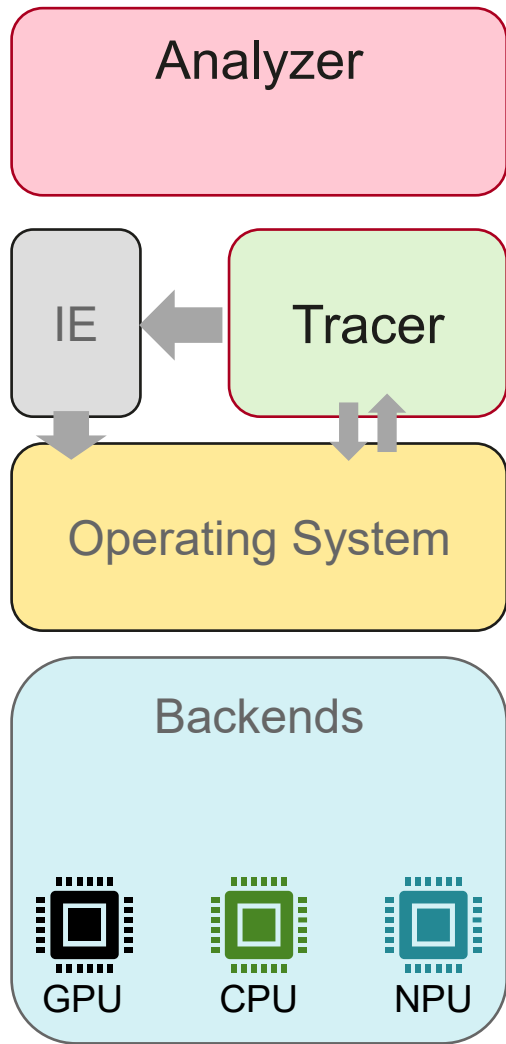 Analyzer
IE
Tracer
Operating System
Backends
GPU
CPU
NPU